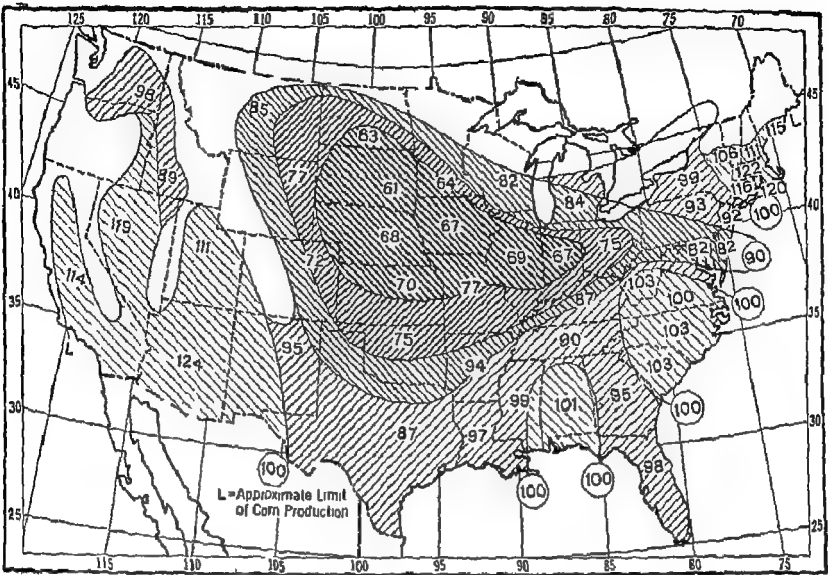 125 120 115 110 105 100 95 90 85 80 75 70
45 45
98 85 63 115 L
106 111
89 77 61 64 82 84 99 122
116 120
40 93 92 100 40
119 111 68 67 75 82 82 90
72 69 67
114 70 77 87 103 100 100
35 75 90 103 35
95 94 103
L 124 99 101 95 100
30 87 97 30
100 98
100 100
L=Approximate Limit
of Corn Production
25 25
115 110 105 100 95 90 85 80 75